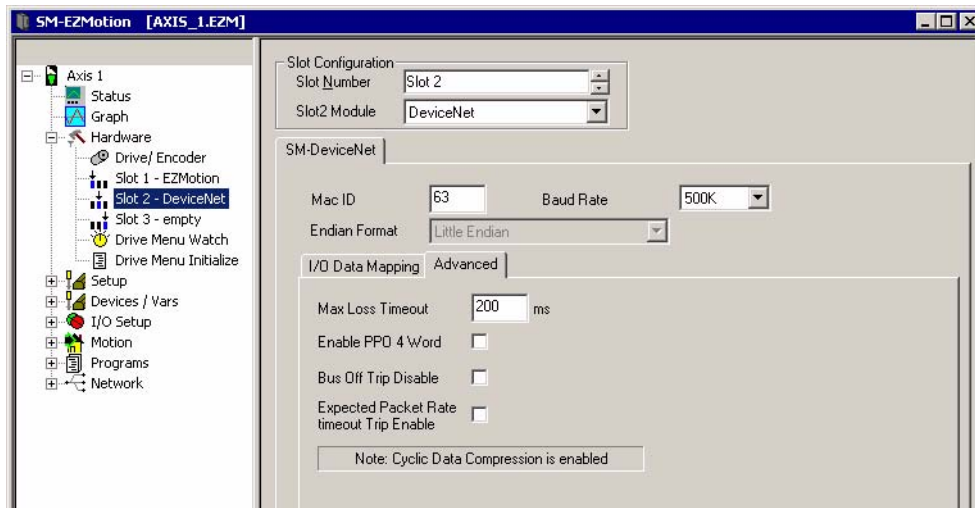 SM-EZMotion [AXIS_1.EZM]
Axis 1
Status
Graph
Hardware
Drive/ Encoder
Slot 1 - EZMotion
Slot 2 - DeviceNet
Slot 3 - empty
Drive Menu Watch
Drive Menu Initialize
Setup
Devices / Vars
I/O Setup
Motion
Programs
Network
Slot Configuration
Slot Number Slot 2
Slot2 Module DeviceNet
SM-DeviceNet
Mac ID 63 Baud Rate 500K
Endian Format Little Endian
I/O Data Mapping Advanced
Max Loss Timeout 200 ms
Enable PPO 4 Word
Bus Off Trip Disable
Expected Packet Rate
timeout Trip Enable
Note: Cyclic Data Compression is enabled